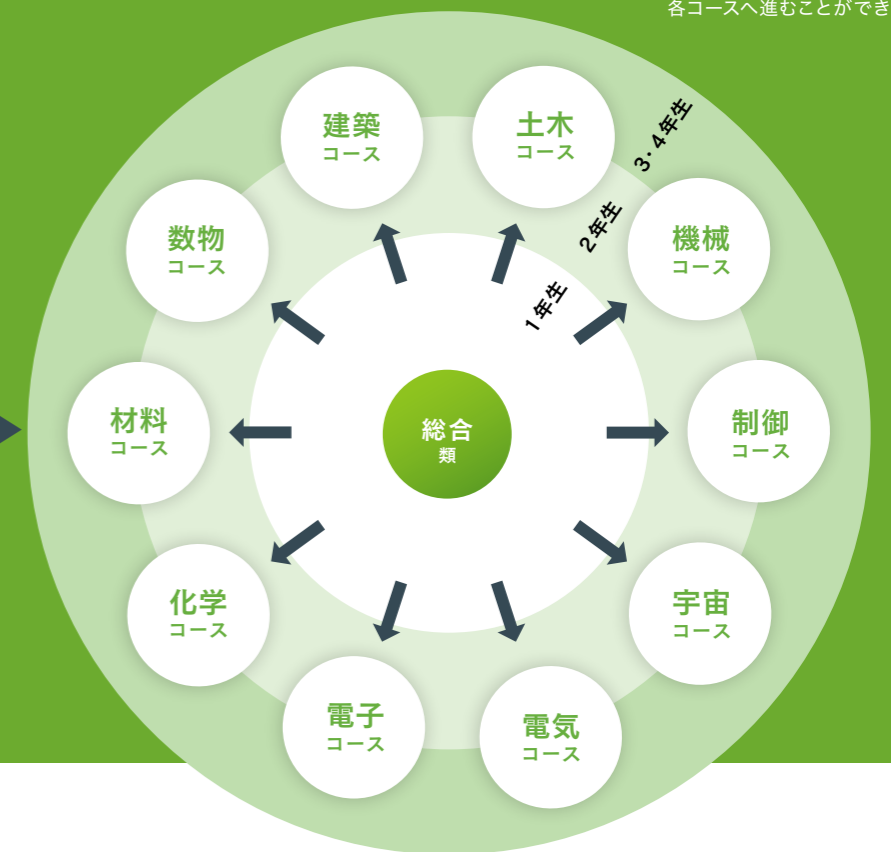 各コースへ進むことができ
建築
コース
土木
コース
3・4年生
数物
コース
2年生
機械
コース
1年生
材料
コース
総合
類
制御
コース
化学
コース
宇宙
コース
電子
コース
電気
コース